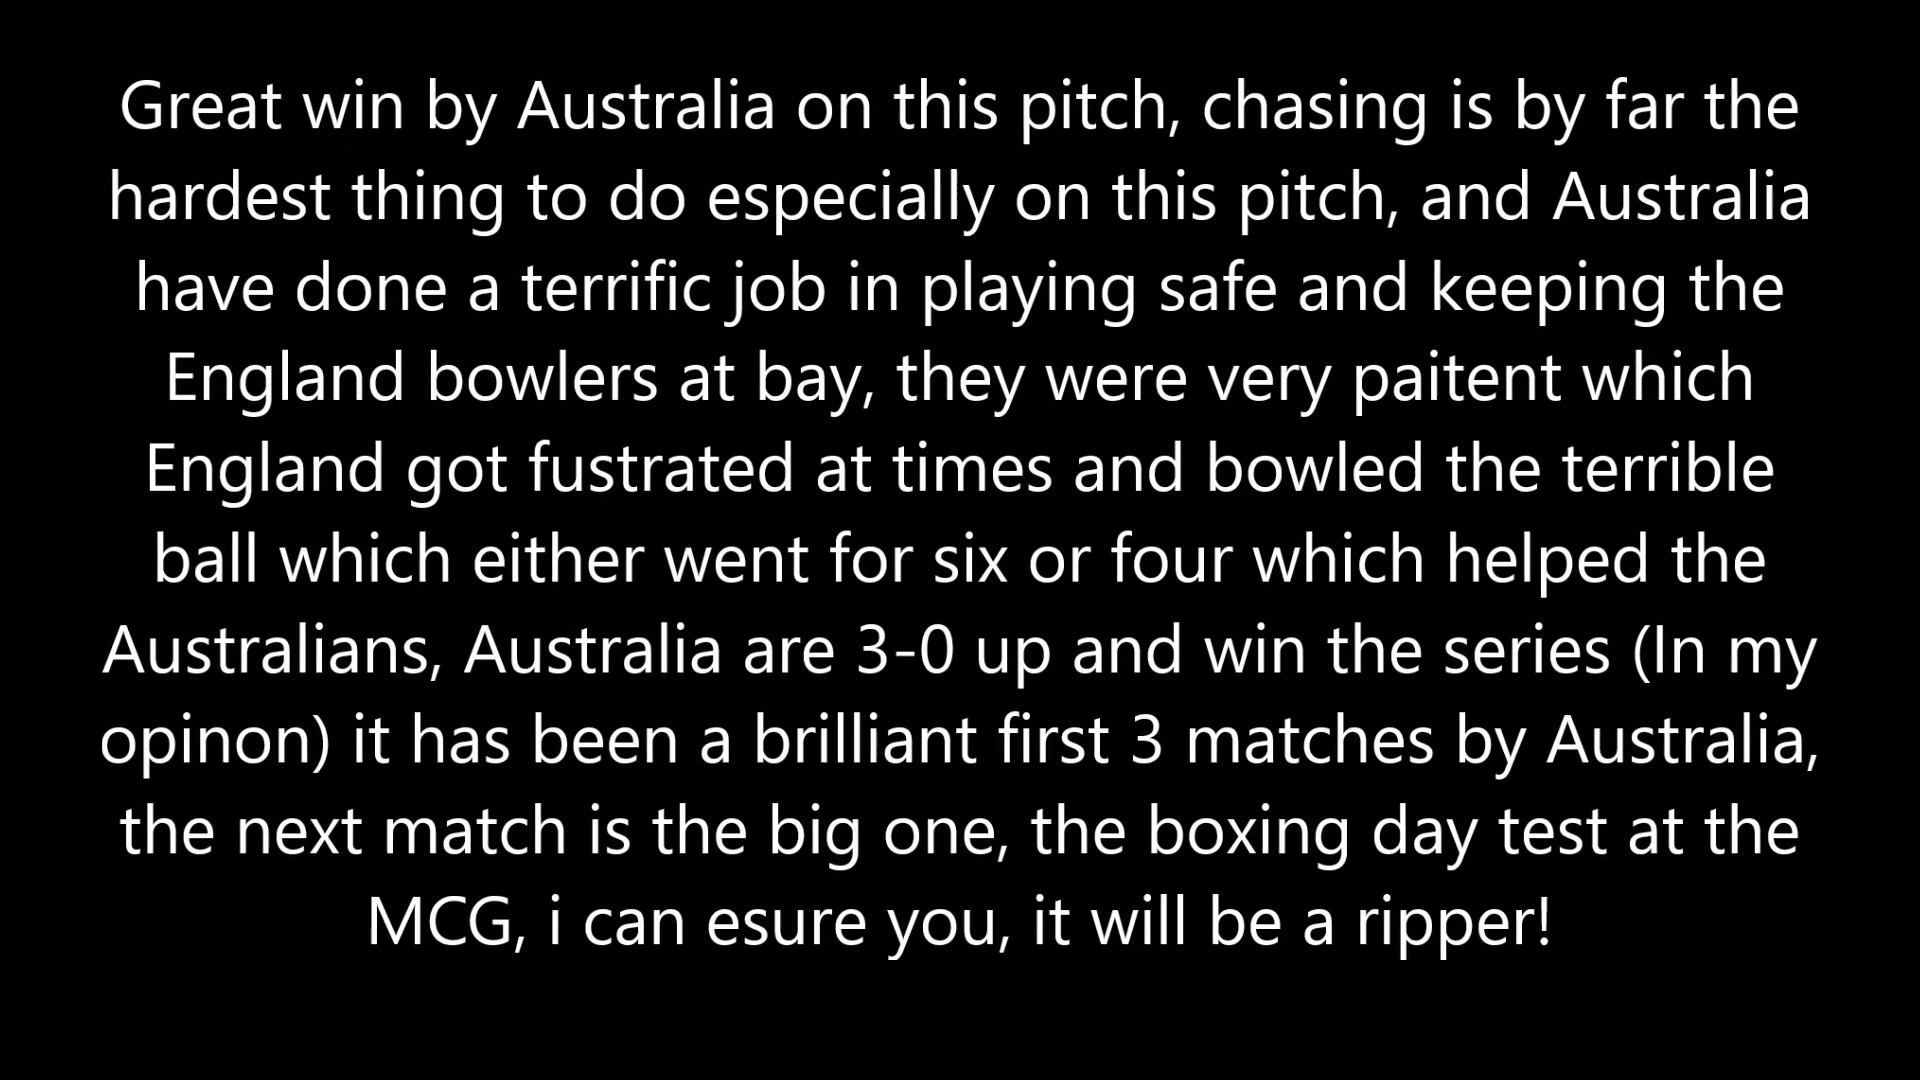 Great win by Australia on this pitch, chasing is by far the
hardest thing to do especially on this pitch, and Australia
have done a terrific job in playing safe and keeping the
England bowlers at bay, they were very paitent which
England got fustrated at times and bowled the terrible
ball which either went for six or four which helped the
Australians, Australia are 3-0 up and win the series (In my
opinon) it has been a brilliant first 3 matches by Australia,
the next match is the big one, the boxing day test at the
MCG, i can esure you, it will be a ripper!